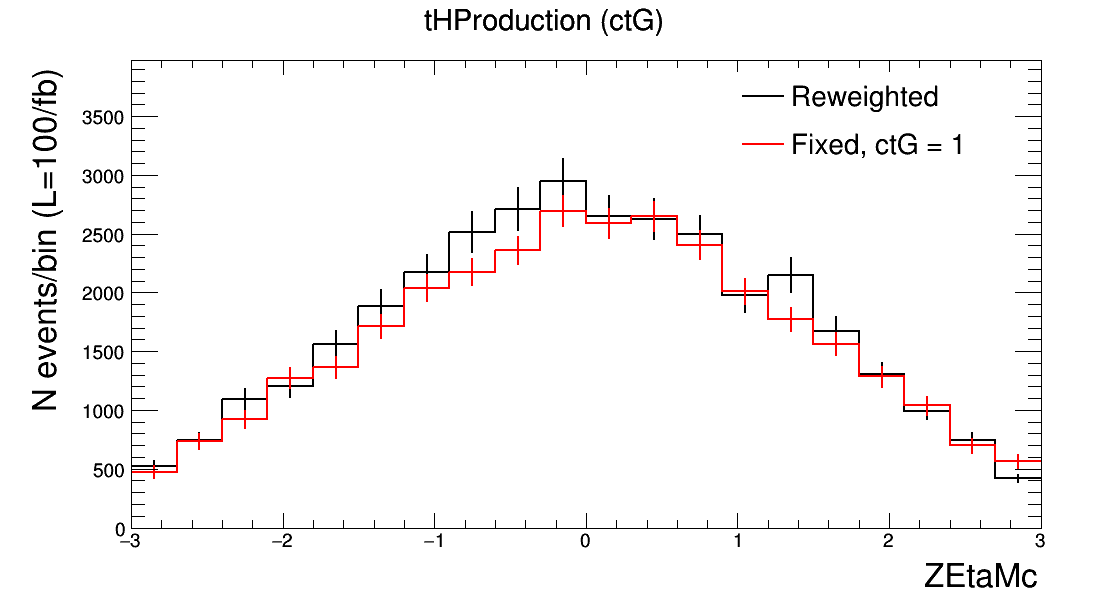 tHProduction (ctG)
N events/bin (L=100/fb)
Reweighted
Fixed, ctG = 1
3500
3000
2500
2000
1500
1000
500
0
−3 −2 −1 0 1 2 3
ZEtaMc